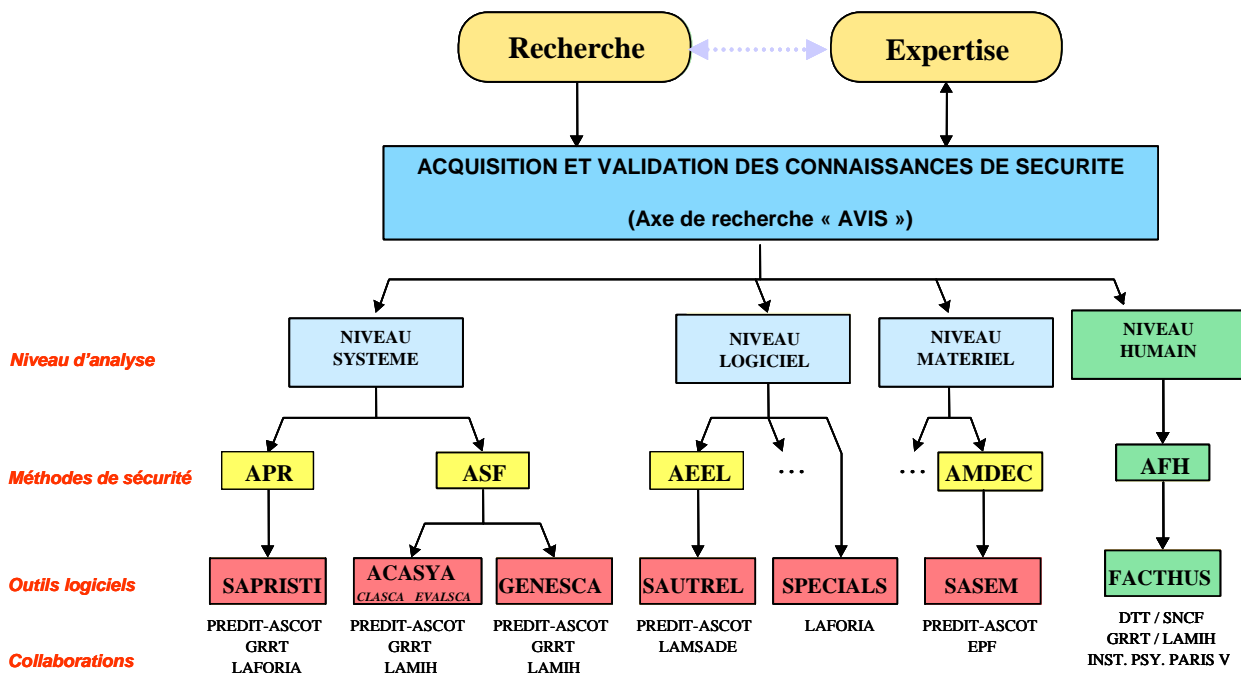 Recherche
Expertise
ACQUISITION ET VALIDATION DES CONNAISSANCES DE SECURITE
(Axe de recherche « AVIS »)
Niveau d'analyse
NIVEAU
SYSTEME
NIVEAU
LOGICIEL
NIVEAU
MATERIEL
NIVEAU
HUMAIN
Méthodes de sécurité
APR
ASF
AEEL
...
...
AMDEC
AFH
Outils logiciels
SAPRISTI
ACASYA
CLASCA EVALSCA
GENESCA
SAUTREL
SPECIALS
SASEM
FACTHUS
Collaborations
PREDIT-ASCOT
GRRT
LAFORIA
PREDIT-ASCOT
GRRT
LAMIH
PREDIT-ASCOT
GRRT
LAMIH
PREDIT-ASCOT
LAMSADE
LAFORIA
PREDIT-ASCOT
EPF
DTT / SNCF
GRRT / LAMIH
INST. PSY. PARIS V